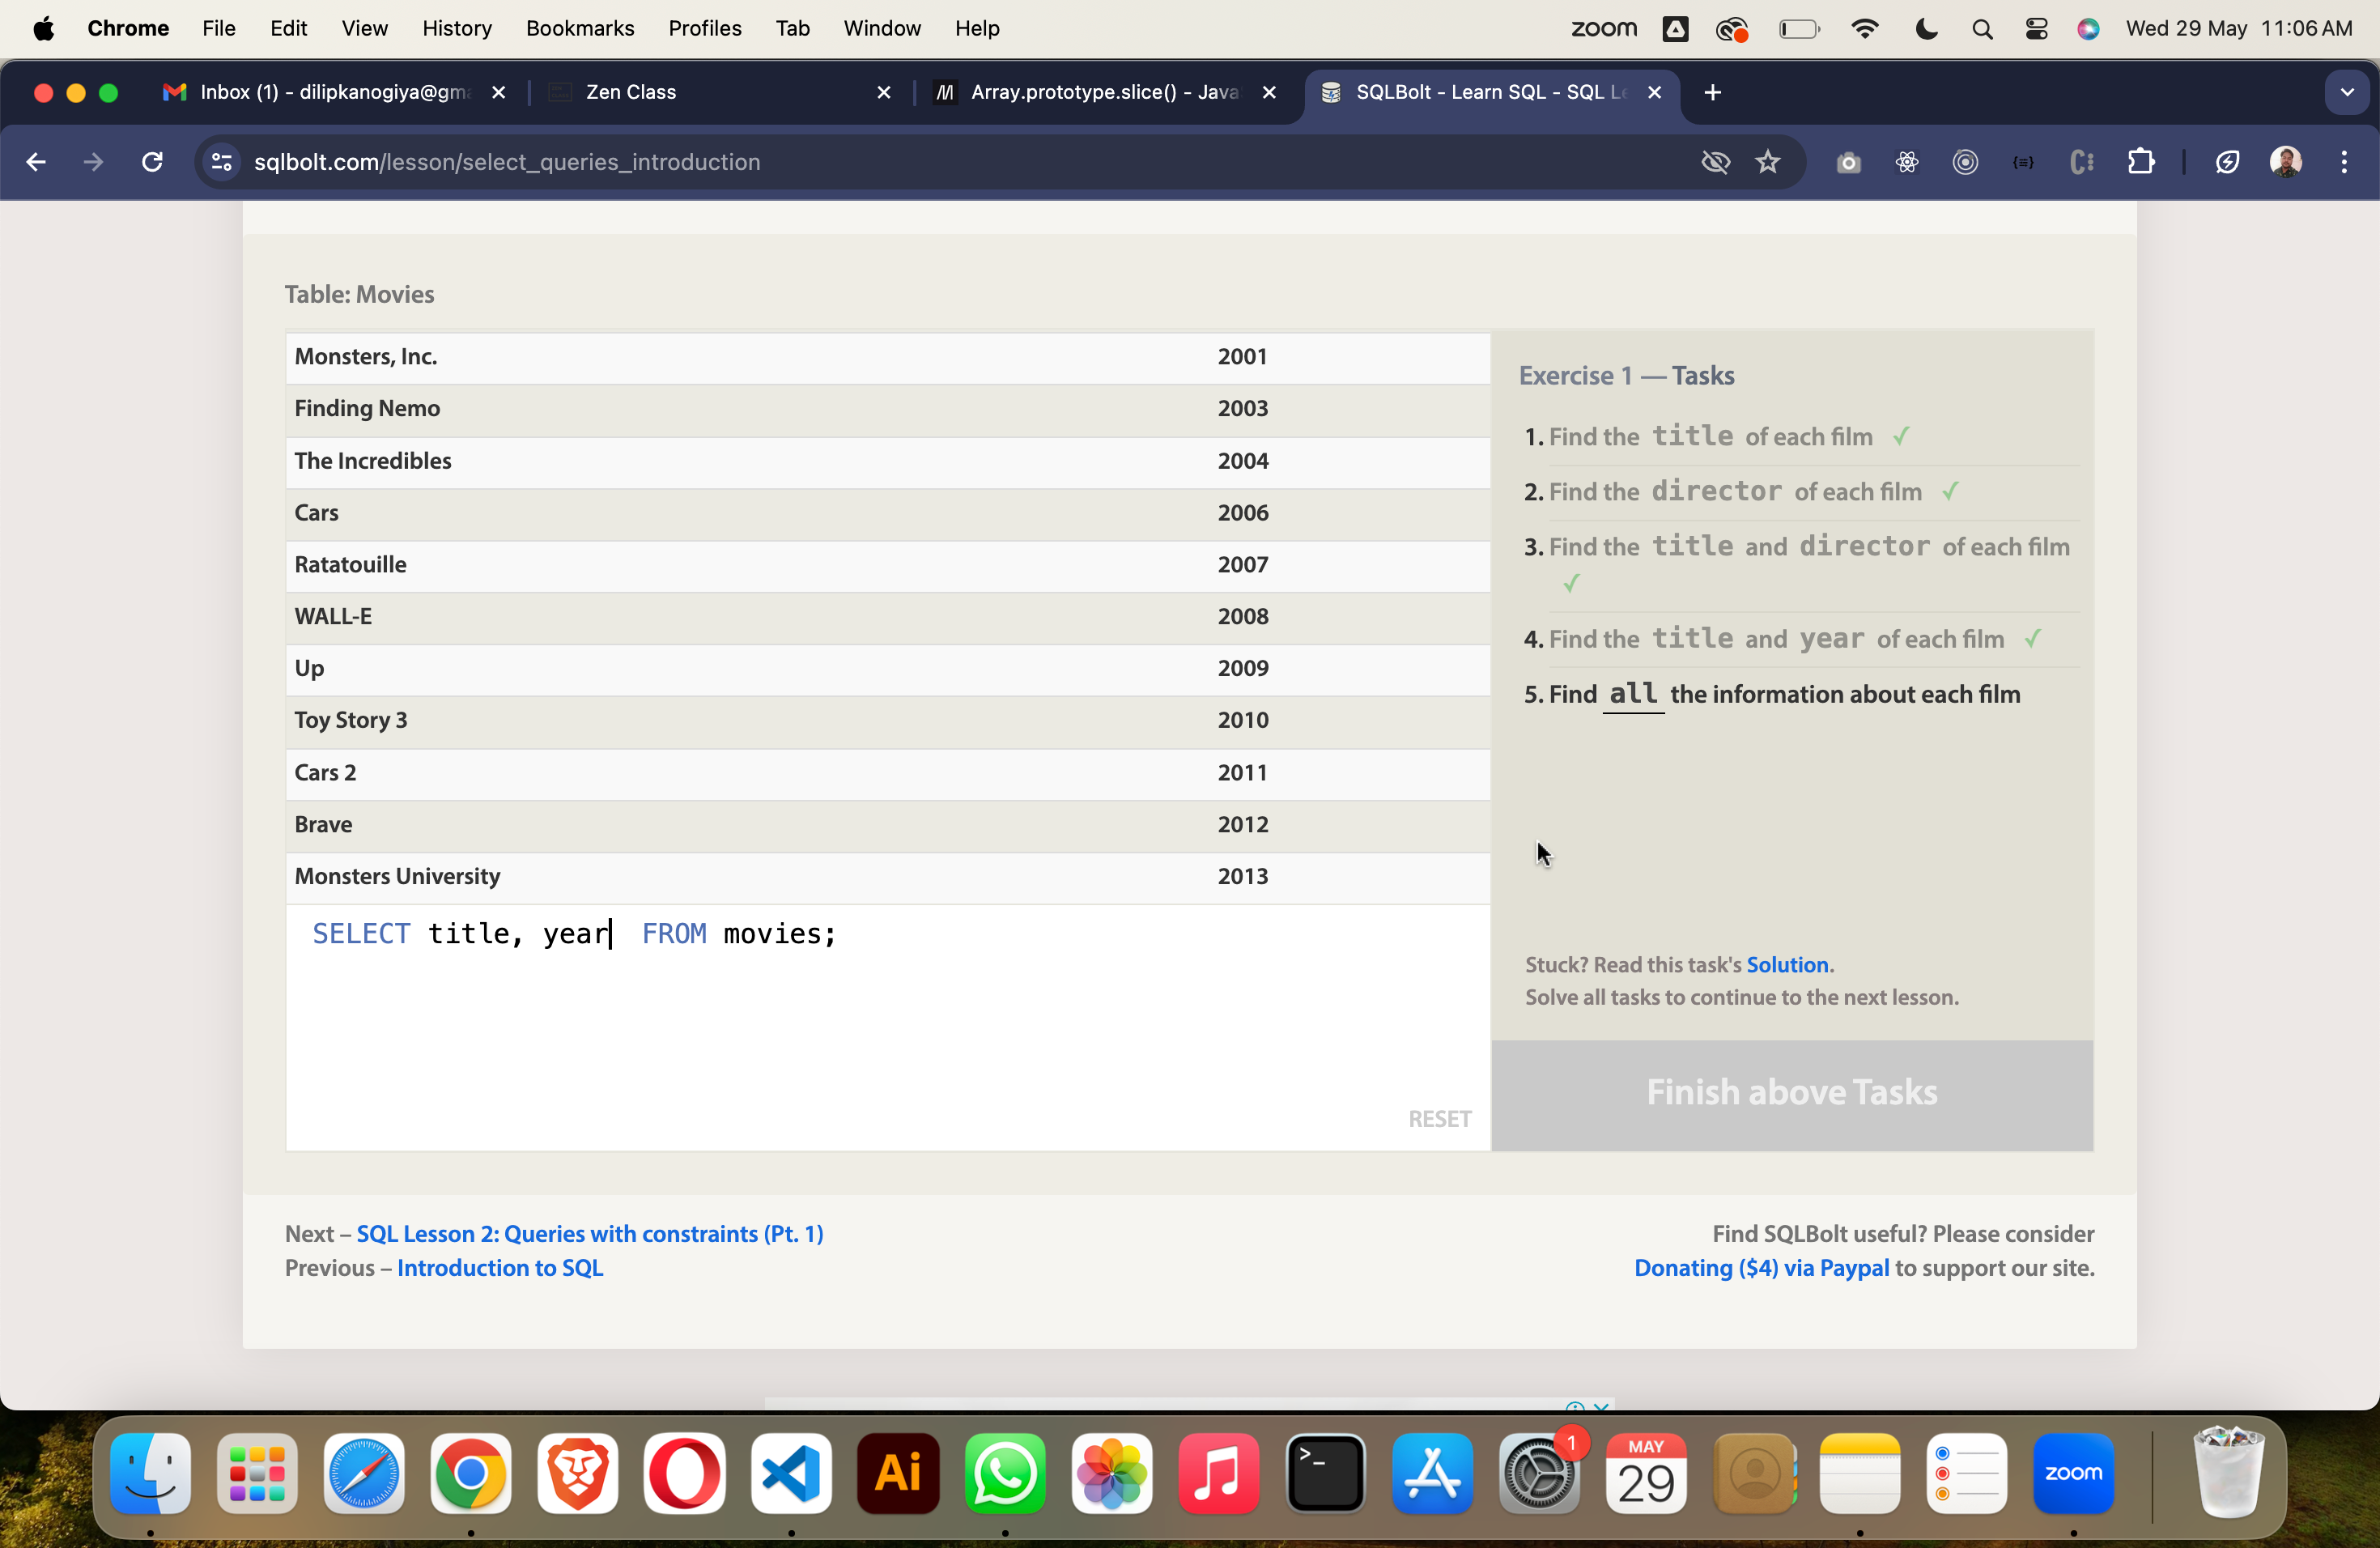 Chrome File Edit View History Bookmarks Profiles Tab Window Help zoom Wed 29 May 11:06 AM
Inbox (1) - dilipkanogiya@gma Zen Class Array.prototype.slice() - Java SQLBolt - Learn SQL - SQL Le
sqlbolt.com/lesson/select_queries_introduction
Table: Movies
Monsters, Inc. 2001
Finding Nemo 2003
The Incredibles 2004
Cars 2006
Ratatouille 2007
WALL-E 2008
Up 2009
Toy Story 3 2010
Cars 2 2011
Brave 2012
Monsters University 2013
SELECT title, year FROM movies;
RESET
Exercise 1 — Tasks
1. Find the title of each film ✓
2. Find the director of each film ✓
3. Find the title and director of each film
✓
4. Find the title and year of each film ✓
5. Find all the information about each film
Stuck? Read this task's Solution.
Solve all tasks to continue to the next lesson.
Finish above Tasks
Next – SQL Lesson 2: Queries with constraints (Pt. 1)
Previous – Introduction to SQL
Find SQLBolt useful? Please consider
Donating ($4) via Paypal to support our site.
Ai
1
MAY
29
zoom